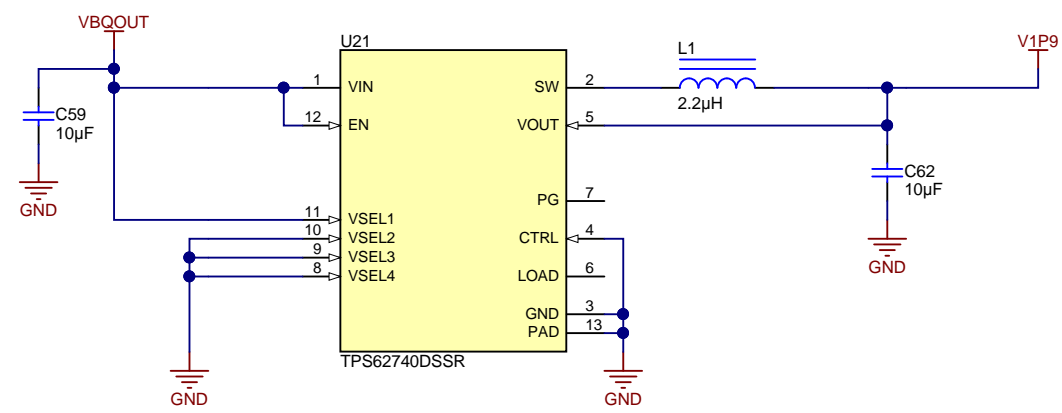 VBQOUT
U21
L1
V1P9
1 VIN
SW 2
2.2µH
C59
10µF
12 EN
VOUT 5
C62
10µF
PG 7
GND
11 VSEL1
10 VSEL2
CTRL 4
9 VSEL3
8 VSEL4
LOAD 6
GND
GND 3
PAD 13
TPS62740DSSR
GND
GND